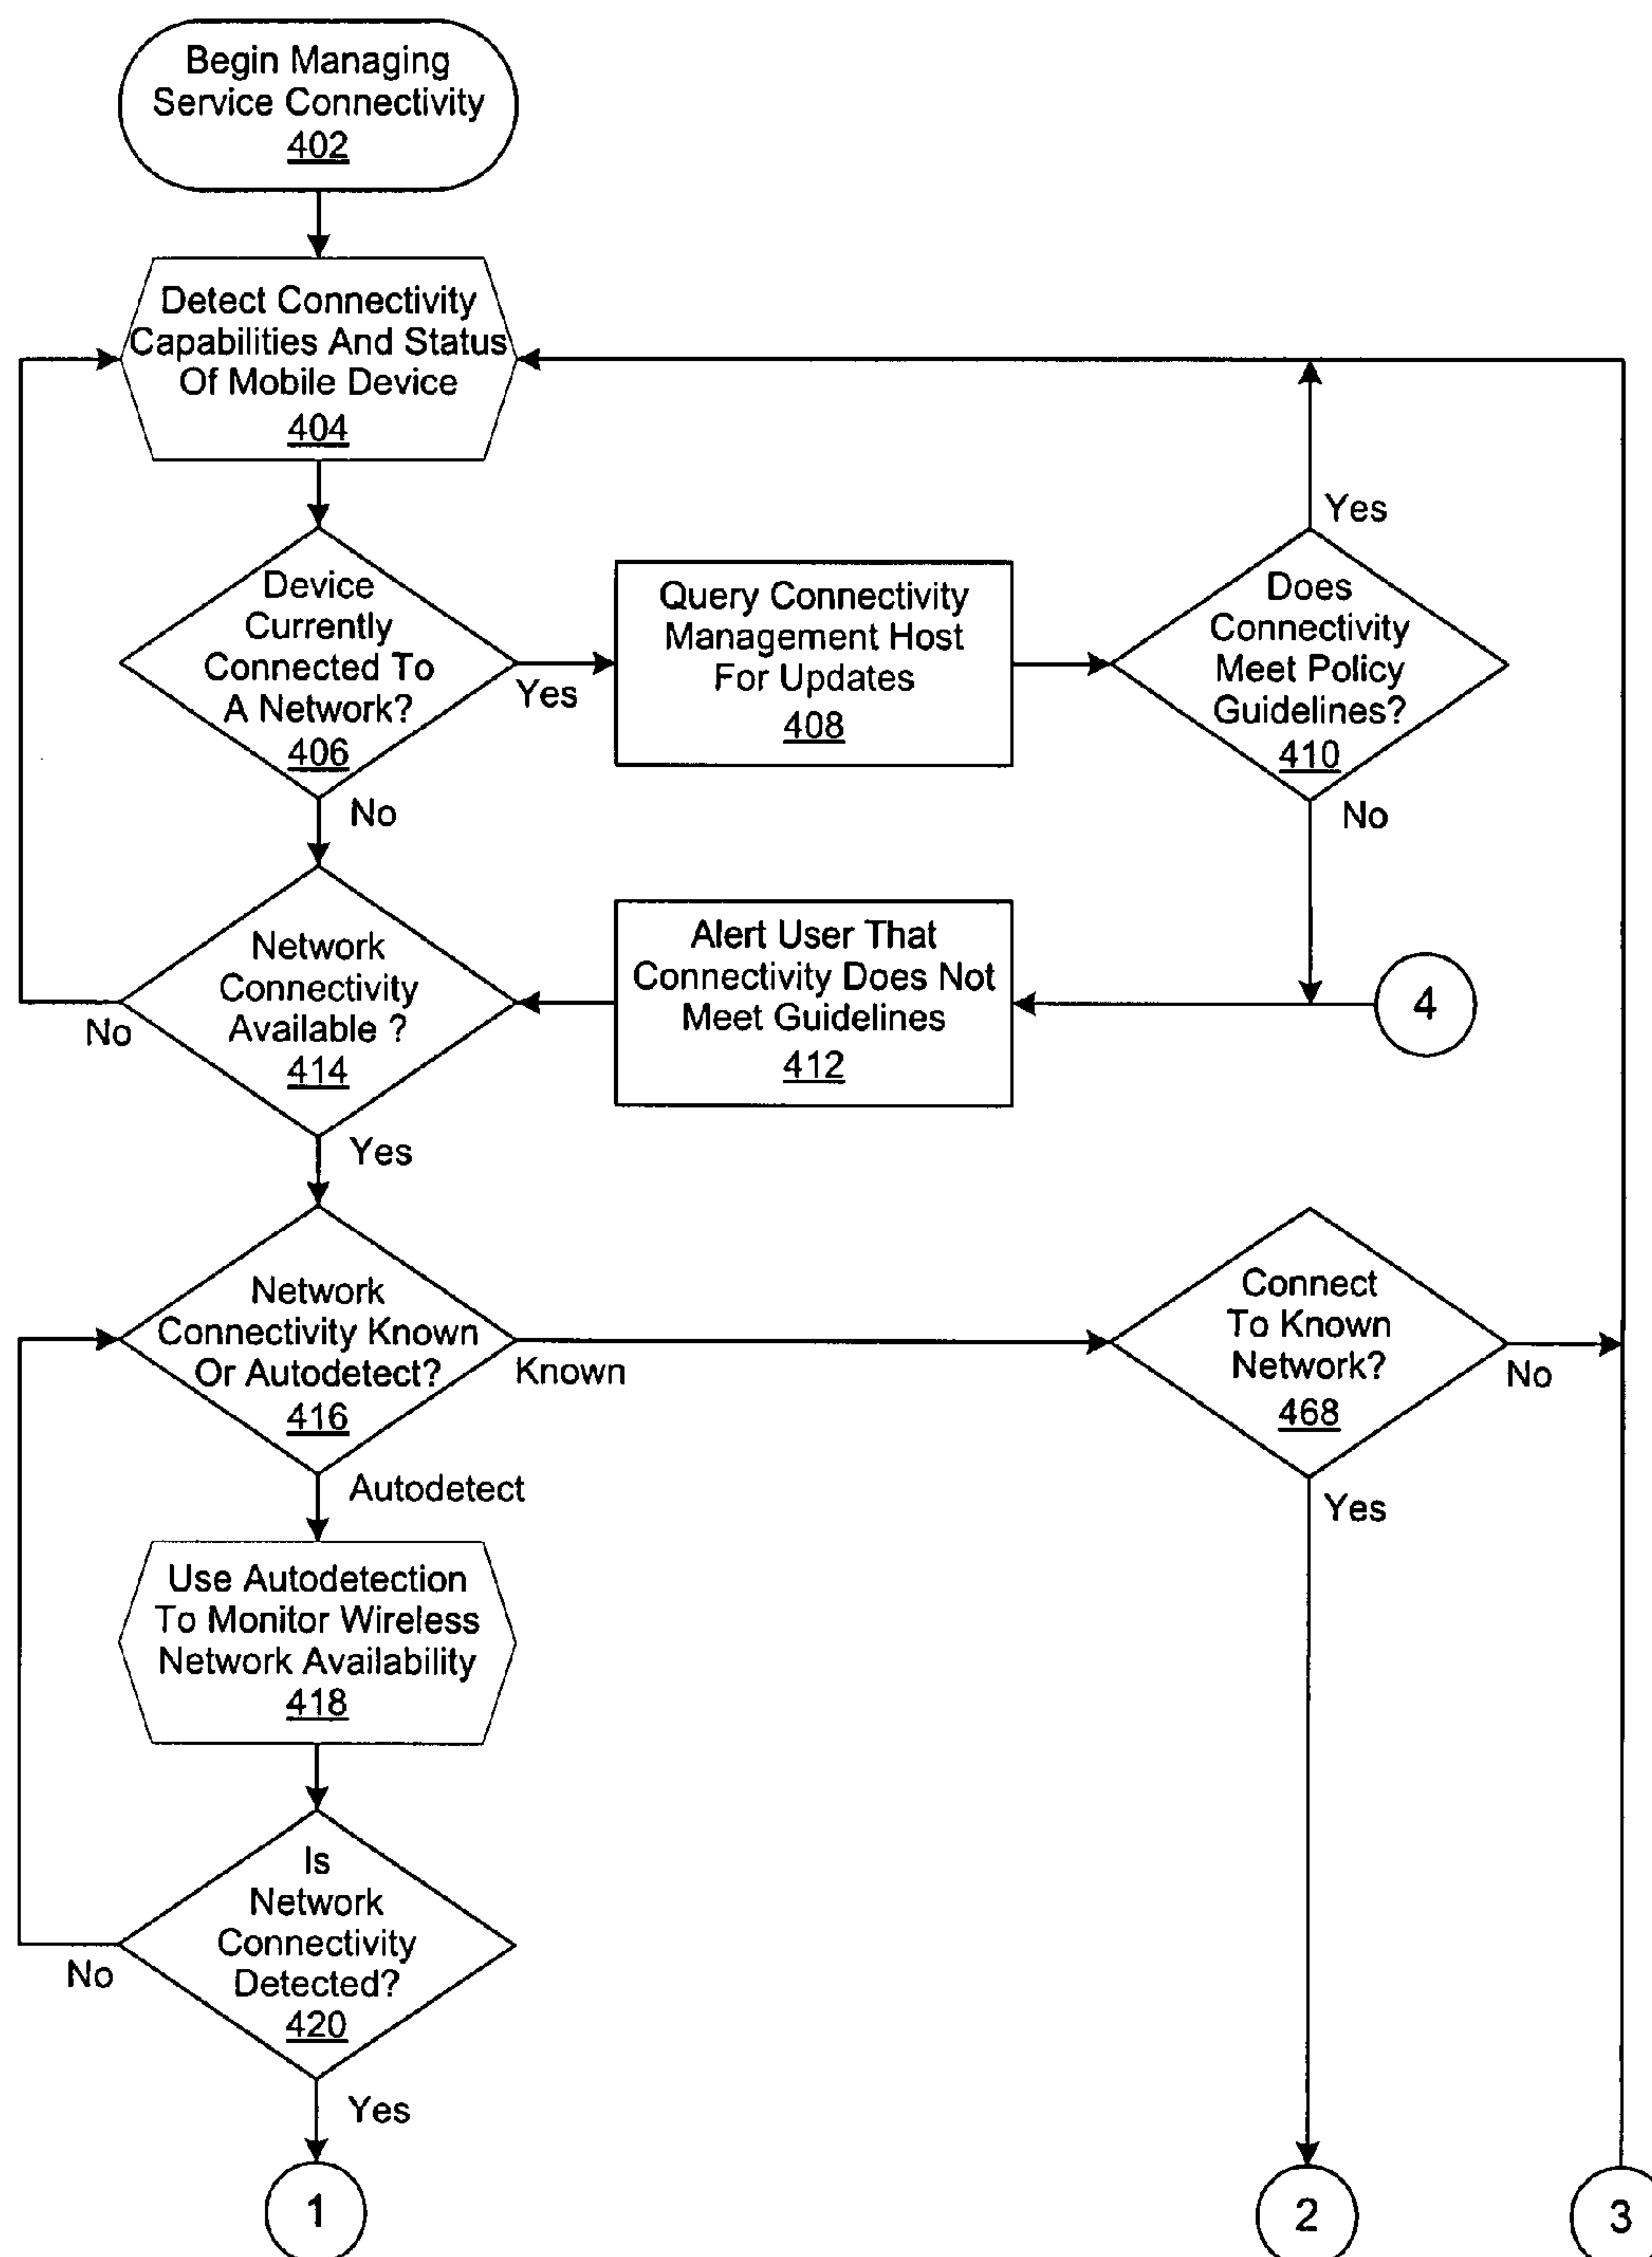 Begin Managing
Service Connectivity
402
Detect Connectivity
Capabilities And Status
Of Mobile Device
404
Device
Currently
Connected To
A Network?
406
Yes
No
Query Connectivity
Management Host
For Updates
408
Yes
Does
Connectivity
Meet Policy
Guidelines?
410
No
Network
Connectivity
Available ?
414
No
Yes
Alert User That
Connectivity Does Not
Meet Guidelines
412
4
Network
Connectivity Known
Or Autodetect?
416
Known
Autodetect
Connect
To Known
Network?
468
No
Yes
Use Autodetection
To Monitor Wireless
Network Availability
418
Is
Network
Connectivity
Detected?
420
No
Yes
1
2
3